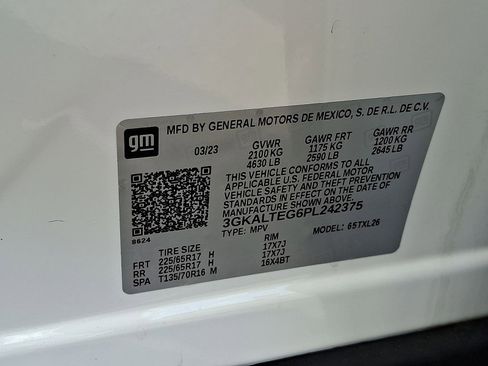 gm
MFD BY GENERAL MOTORS DE MEXICO, S. DE R.L. DE C.V.
03/23 GVWR GAWR FRT GAWR RR
2100 KG 1175 KG 1200 KG
4630 LB 2590 LB 2645 LB
THIS VEHICLE CONFORMS TO ALL
APPLICABLE U.S. FEDERAL MOTOR
VEHICLE SAFETY AND THEFT PREVENTION
STANDARDS IN EFFECT ON THE DATE OF
MANUFACTURE SHOWN ABOVE.
3GKALTEG6PL242375
TYPE: MPV MODEL: 65TXL26
8624
TIRE SIZE RIM
FRT 225/65R17 H 17X7J
RR 225/65R17 H 17X7J
SPA T135/70R16 M 16X4BT